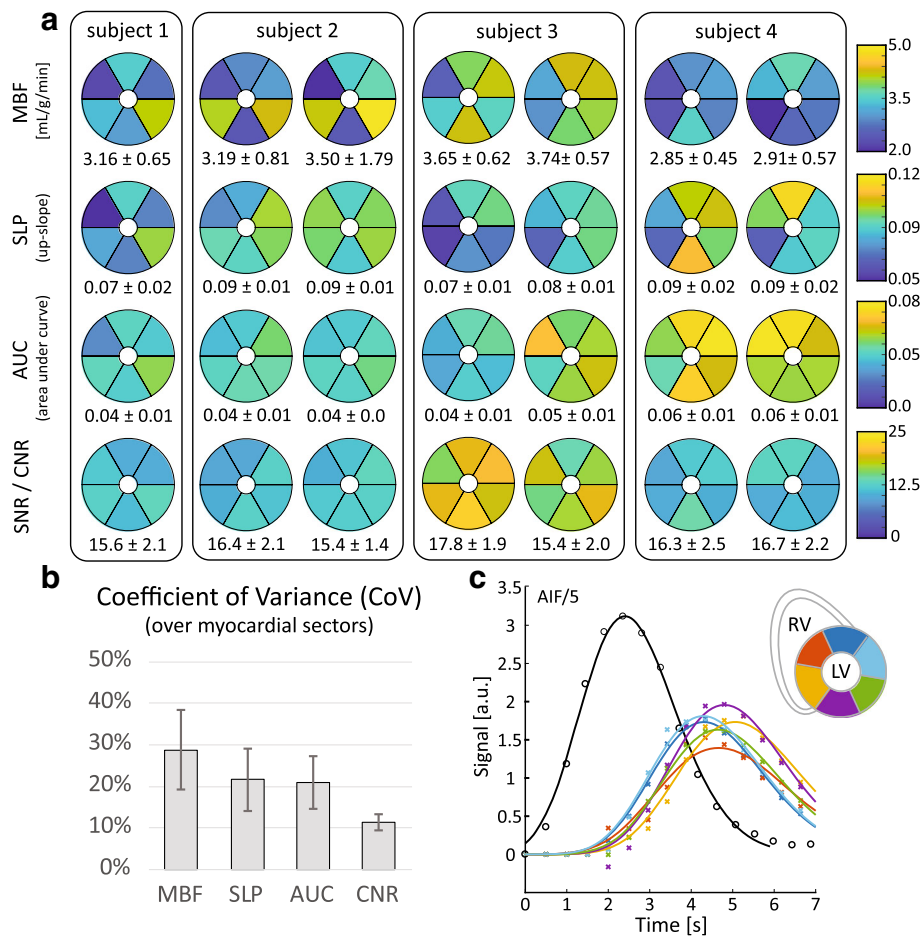 a
subject 1 subject 2 subject 3 subject 4
MBF
[mL/g/min]
5.0
3.5
2.0
3.16 ± 0.65 3.19 ± 0.81 3.50 ± 1.79 3.65 ± 0.62 3.74± 0.57 2.85 ± 0.45 2.91± 0.57
SLP
(up-slope)
0.12
0.09
0.05
0.07 ± 0.02 0.09 ± 0.01 0.09 ± 0.01 0.07 ± 0.01 0.08 ± 0.01 0.09 ± 0.02 0.09 ± 0.02
AUC
(area under curve)
0.08
0.05
0.0
0.04 ± 0.01 0.04 ± 0.01 0.04 ± 0.0 0.04 ± 0.01 0.05 ± 0.01 0.06 ± 0.01 0.06 ± 0.01
SNR / CNR
25
12.5
0
15.6 ± 2.1 16.4 ± 2.1 15.4 ± 1.4 17.8 ± 1.9 15.4 ± 2.0 16.3 ± 2.5 16.7 ± 2.2
b
Coefficient of Variance (CoV)
(over myocardial sectors)
50%
40%
30%
20%
10%
0%
MBF SLP AUC CNR
c
AIF/5
Signal [a.u.]
3.5
3
2.5
2
1.5
1
0.5
0
0 1 2 3 4 5 6 7
Time [s]
RV
LV